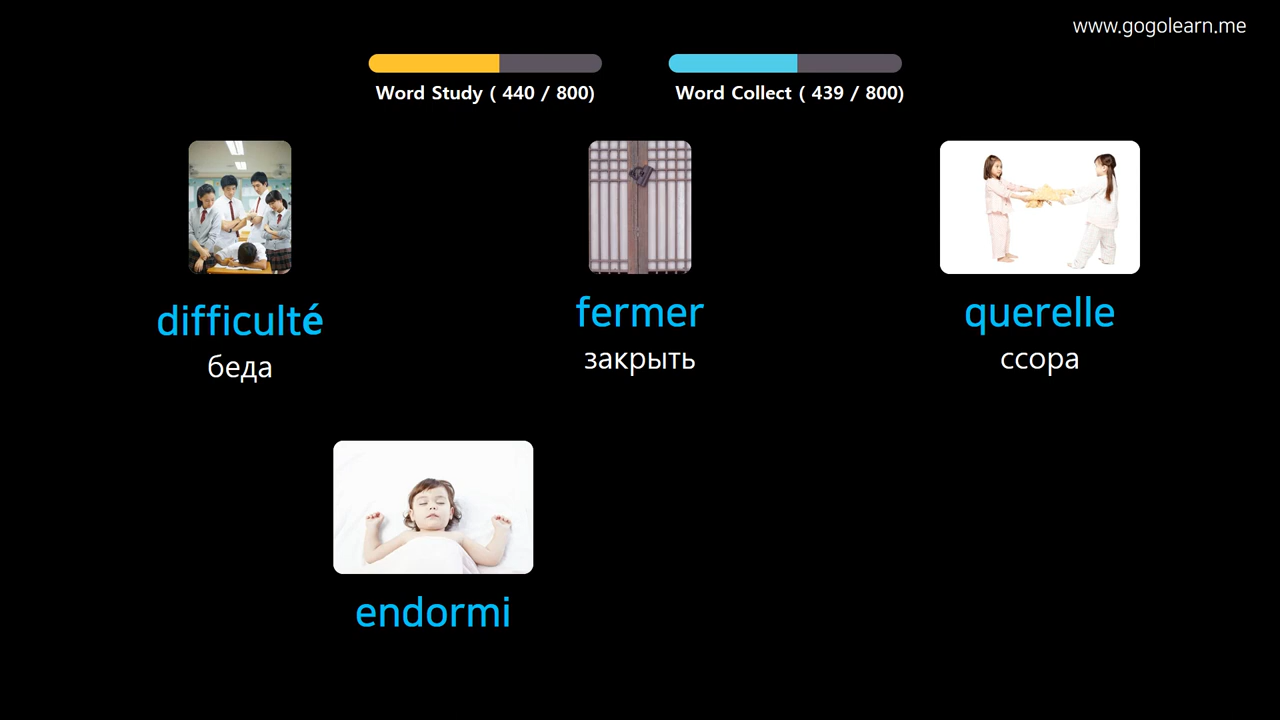 www.gogolearn.me
Word Study ( 440 / 800)
Word Collect ( 439 / 800)
difficulté
беда
fermer
закрыть
querelle
ссора
endormi